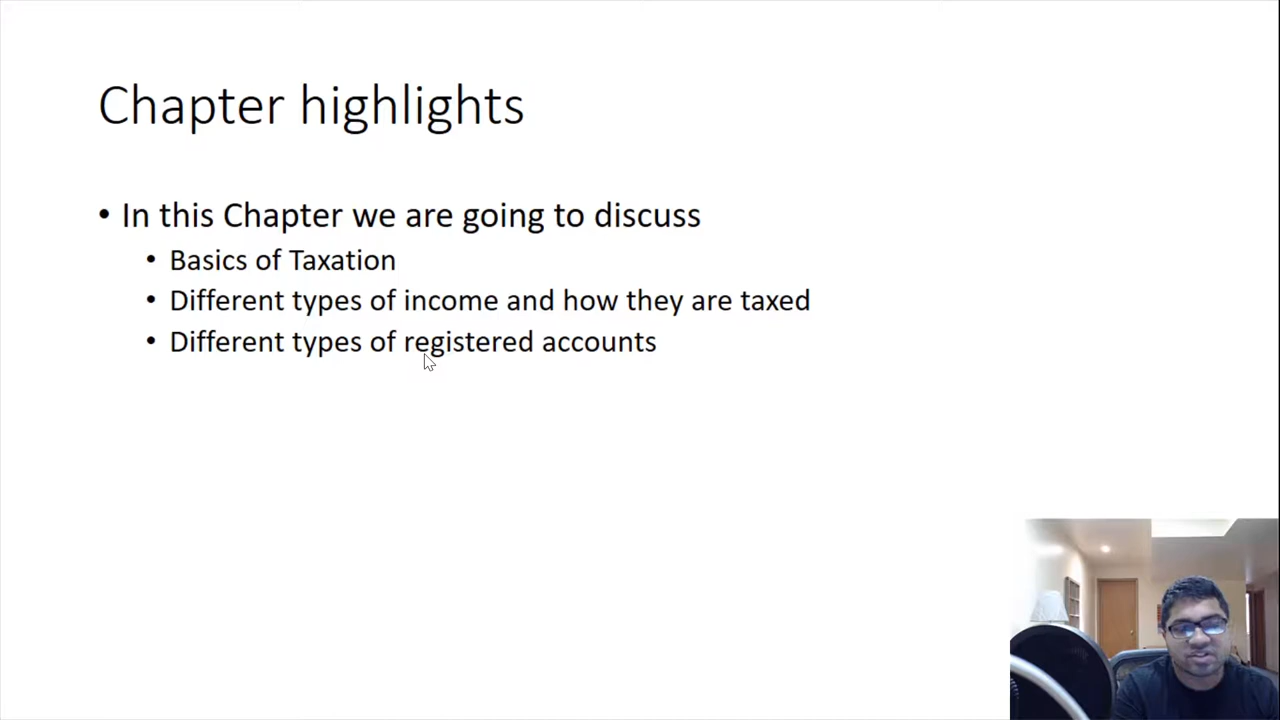 Chapter highlights
• In this Chapter we are going to discuss
• Basics of Taxation
• Different types of income and how they are taxed
• Different types of registered accounts